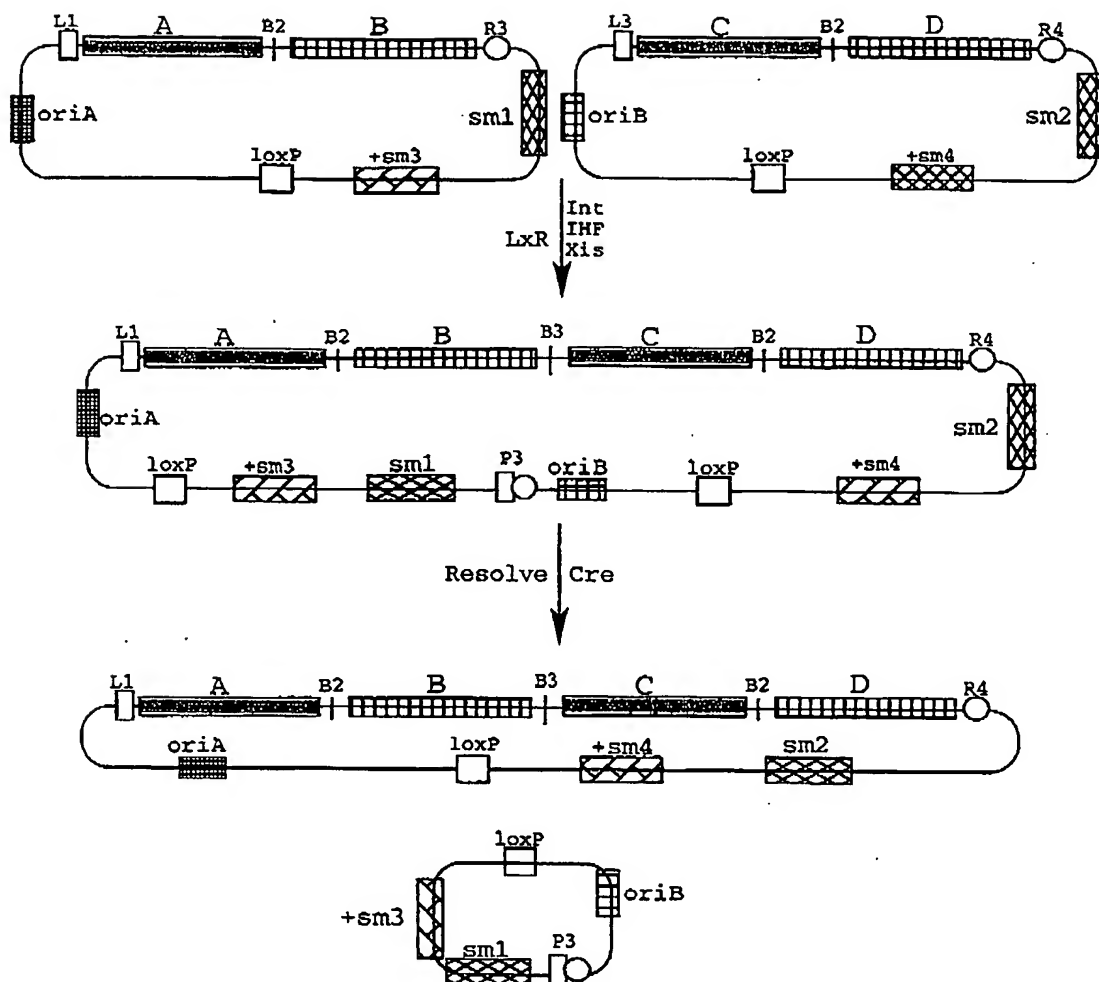 L1 A B2 B R3
L3 C B2 D R4
oriA sm1
oriB sm2
loxP +sm3
loxP +sm4
LxR
Int
IHF
Xis
L1 A B2 B B3 C B2 D R4
oriA sm2
loxP +sm3 sm1 P3 oriB loxP +sm4
Resolve Cre
L1 A B2 B B3 C B2 D R4
oriA loxP +sm4 sm2
loxP
+sm3 oriB
sm1 P3